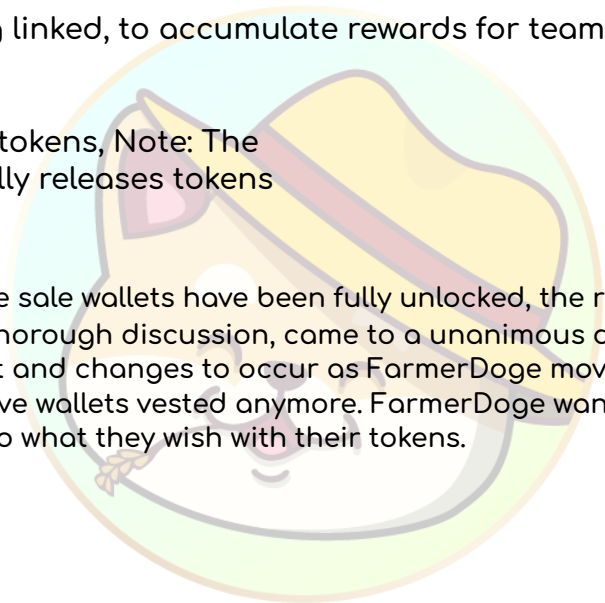 linked, to accumulate rewards for team
tokens, Note: The
lly releases tokens
e sale wallets have been fully unlocked, the r
horough discussion, came to a unanimous
t and changes to occur as FarmerDoge mov
ve wallets vested anymore. FarmerDoge wan
o what they wish with their tokens.